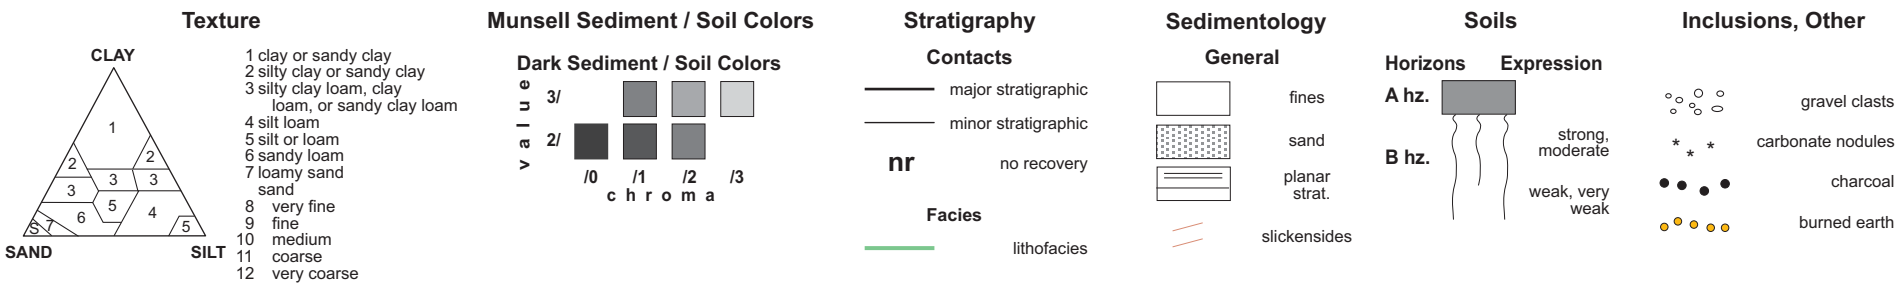 Texture
CLAY
1
2
2
3
3
3
5
4
6
7
S
5
SAND
SILT
1 clay or sandy clay
2 silty clay or sandy clay
3 silty clay loam, clay
loam, or sandy clay loam
4 silt loam
5 silt or loam
6 sandy loam
7 loamy sand
sand
8 very fine
9 fine
10 medium
11 coarse
12 very coarse
Munsell Sediment / Soil Colors
Dark Sediment / Soil Colors
value
3/
2/
/0 /1 /2 /3
chroma
Stratigraphy
Contacts
major stratigraphic
minor stratigraphic
nr no recovery
Facies
lithofacies
Sedimentology
General
fines
sand
planar
strat.
slickensides
Soils
Horizons Expression
A hz.
B hz.
strong,
moderate
weak, very
weak
Inclusions, Other
gravel clasts
carbonate nodules
charcoal
burned earth